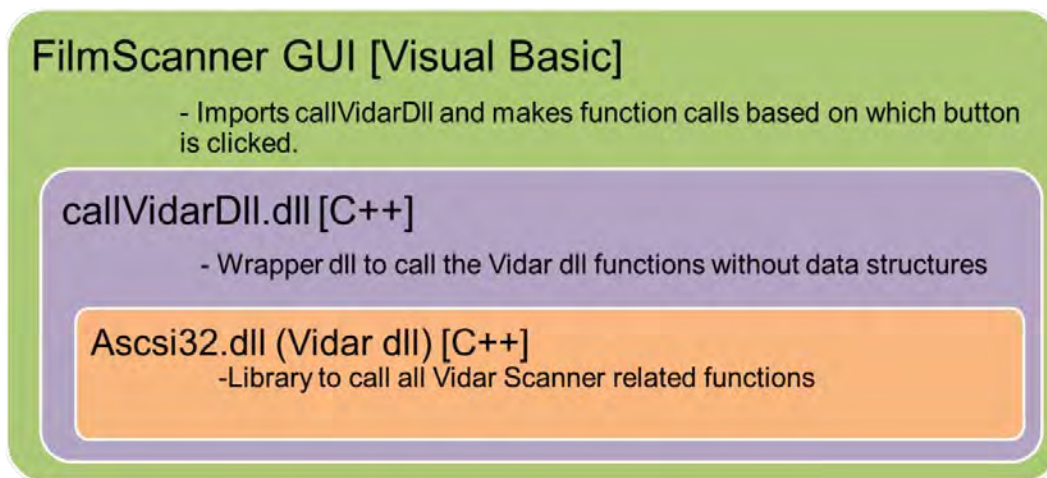 FilmScanner GUI [Visual Basic]
- Imports callVidarDll and makes function calls based on which button
is clicked.
callVidarDll.dll [C++]
- Wrapper dll to call the Vidar dll functions without data structures
Ascsi32.dll (Vidar dll) [C++]
-Library to call all Vidar Scanner related functions